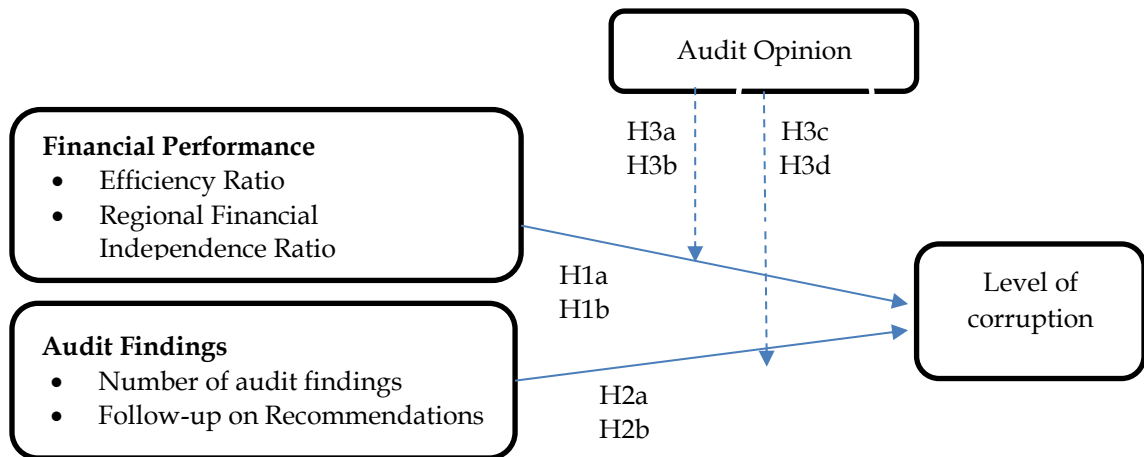 Audit Opinion
H3a
H3b
H3c
H3d
Financial Performance
• Efficiency Ratio
• Regional Financial
Independence Ratio
H1a
H1b
Level of
corruption
Audit Findings
• Number of audit findings
• Follow-up on Recommendations
H2a
H2b